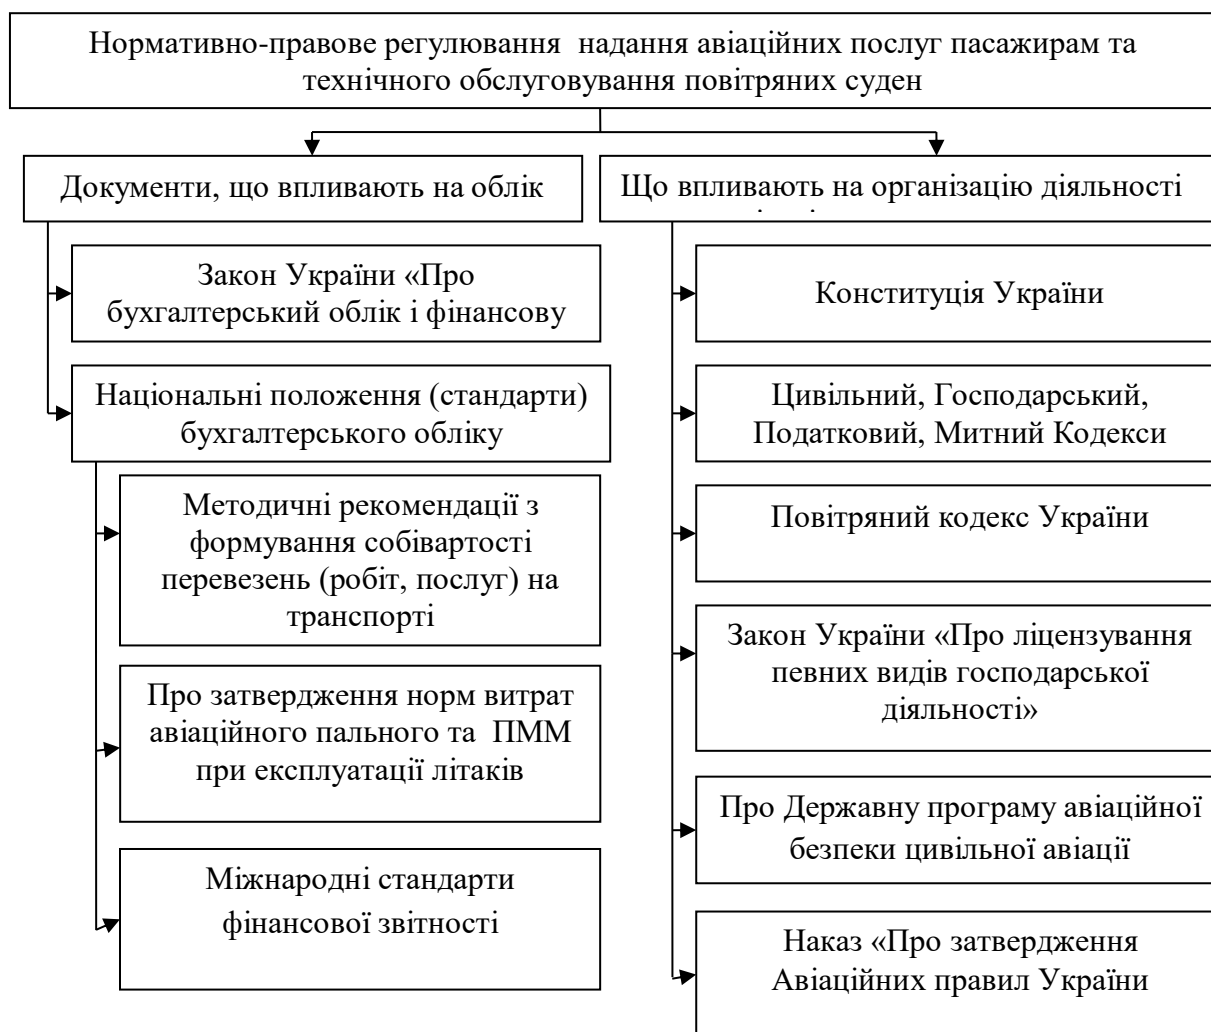 Нормативно-правове регулювання надання авіаційних послуг пасажирам та
технічного обслуговування повітряних суден
Документи, що впливають на облік
Закон України «Про
бухгалтерський облік і фінансову
Національні положення (стандарти)
бухгалтерського обліку
Методичні рекомендації з
формування собівартості
перевезень (робіт, послуг) на
транспорті
Про затвердження норм витрат
авіаційного пального та ПММ
при експлуатації літаків
Міжнародні стандарти
фінансової звітності
Що впливають на організацію діяльності
Конституція України
Цивільний, Господарський,
Податковий, Митний Кодекси
Повітряний кодекс України
Закон України «Про ліцензування
певних видів господарської
діяльності»
Про Державну програму авіаційної
безпеки цивільної авіації
Наказ «Про затвердження
Авіаційних правил України